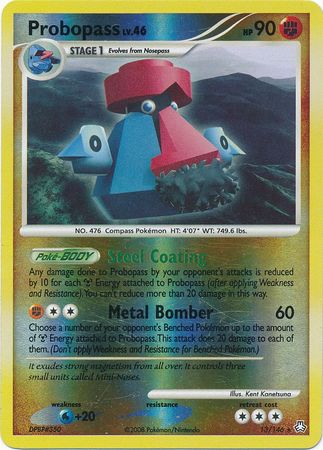 Probopass LV.46 HP 90
STAGE 1 Evolves from Nosepass
NO. 476 Compass Pokémon HT: 4'07" WT: 749.6 lbs.
Poké-BODY Steel Coating
Any damage done to Probopass by your opponent's attacks is reduced
by 10 for each Energy attached to Probopass (after applying Weakness
and Resistance). You can't reduce more than 20 damage in this way.
Metal Bomber 60
Choose a number of your opponent's Benched Pokémon up to the amount
of Energy attached to Probopass. This attack does 20 damage to each of
them. (Don't apply Weakness and Resistance for Benched Pokémon.)
It exudes strong magnetism from all over. It controls three
small units called Mini-Noses.
Illus. Kent Kanetsuna
weakness resistance retreat cost
+20
DPBP#350 ©2008 Pokémon/Nintendo 13/146